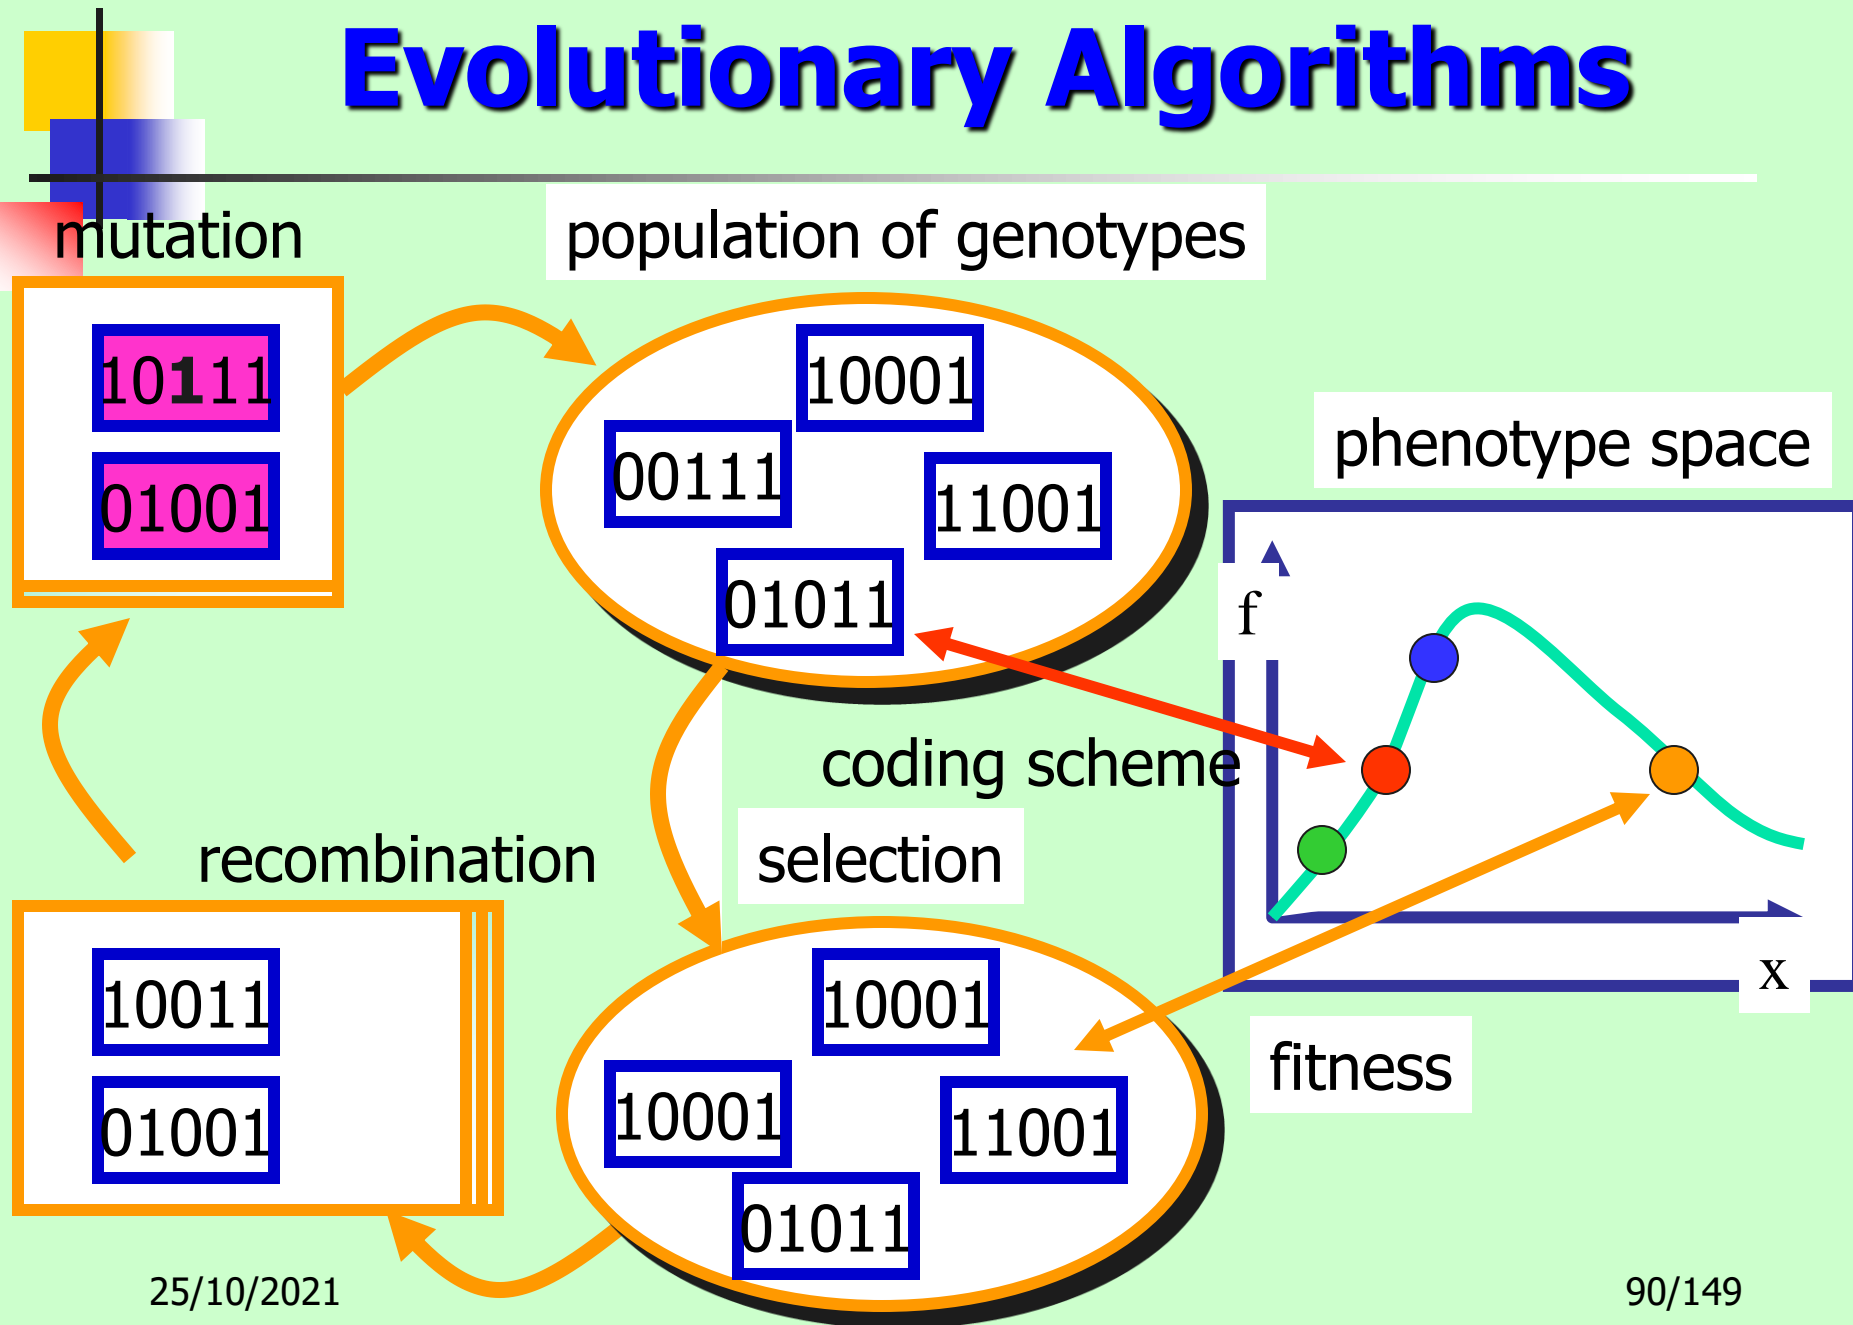 Evolutionary Algorithms
mutation
population of genotypes
10111
01001
10001
00111
11001
01011
phenotype space
f
x
coding scheme
recombination
selection
10011
01001
10001
10001
11001
01011
fitness
25/10/2021
90/149